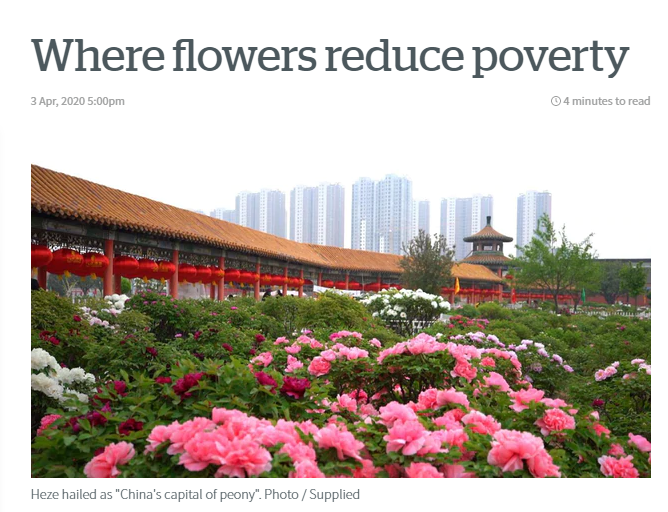 Where flowers reduce poverty
3 Apr, 2020 5:00pm
4 minutes to read
Heze hailed as "China's capital of peony". Photo / Supplied